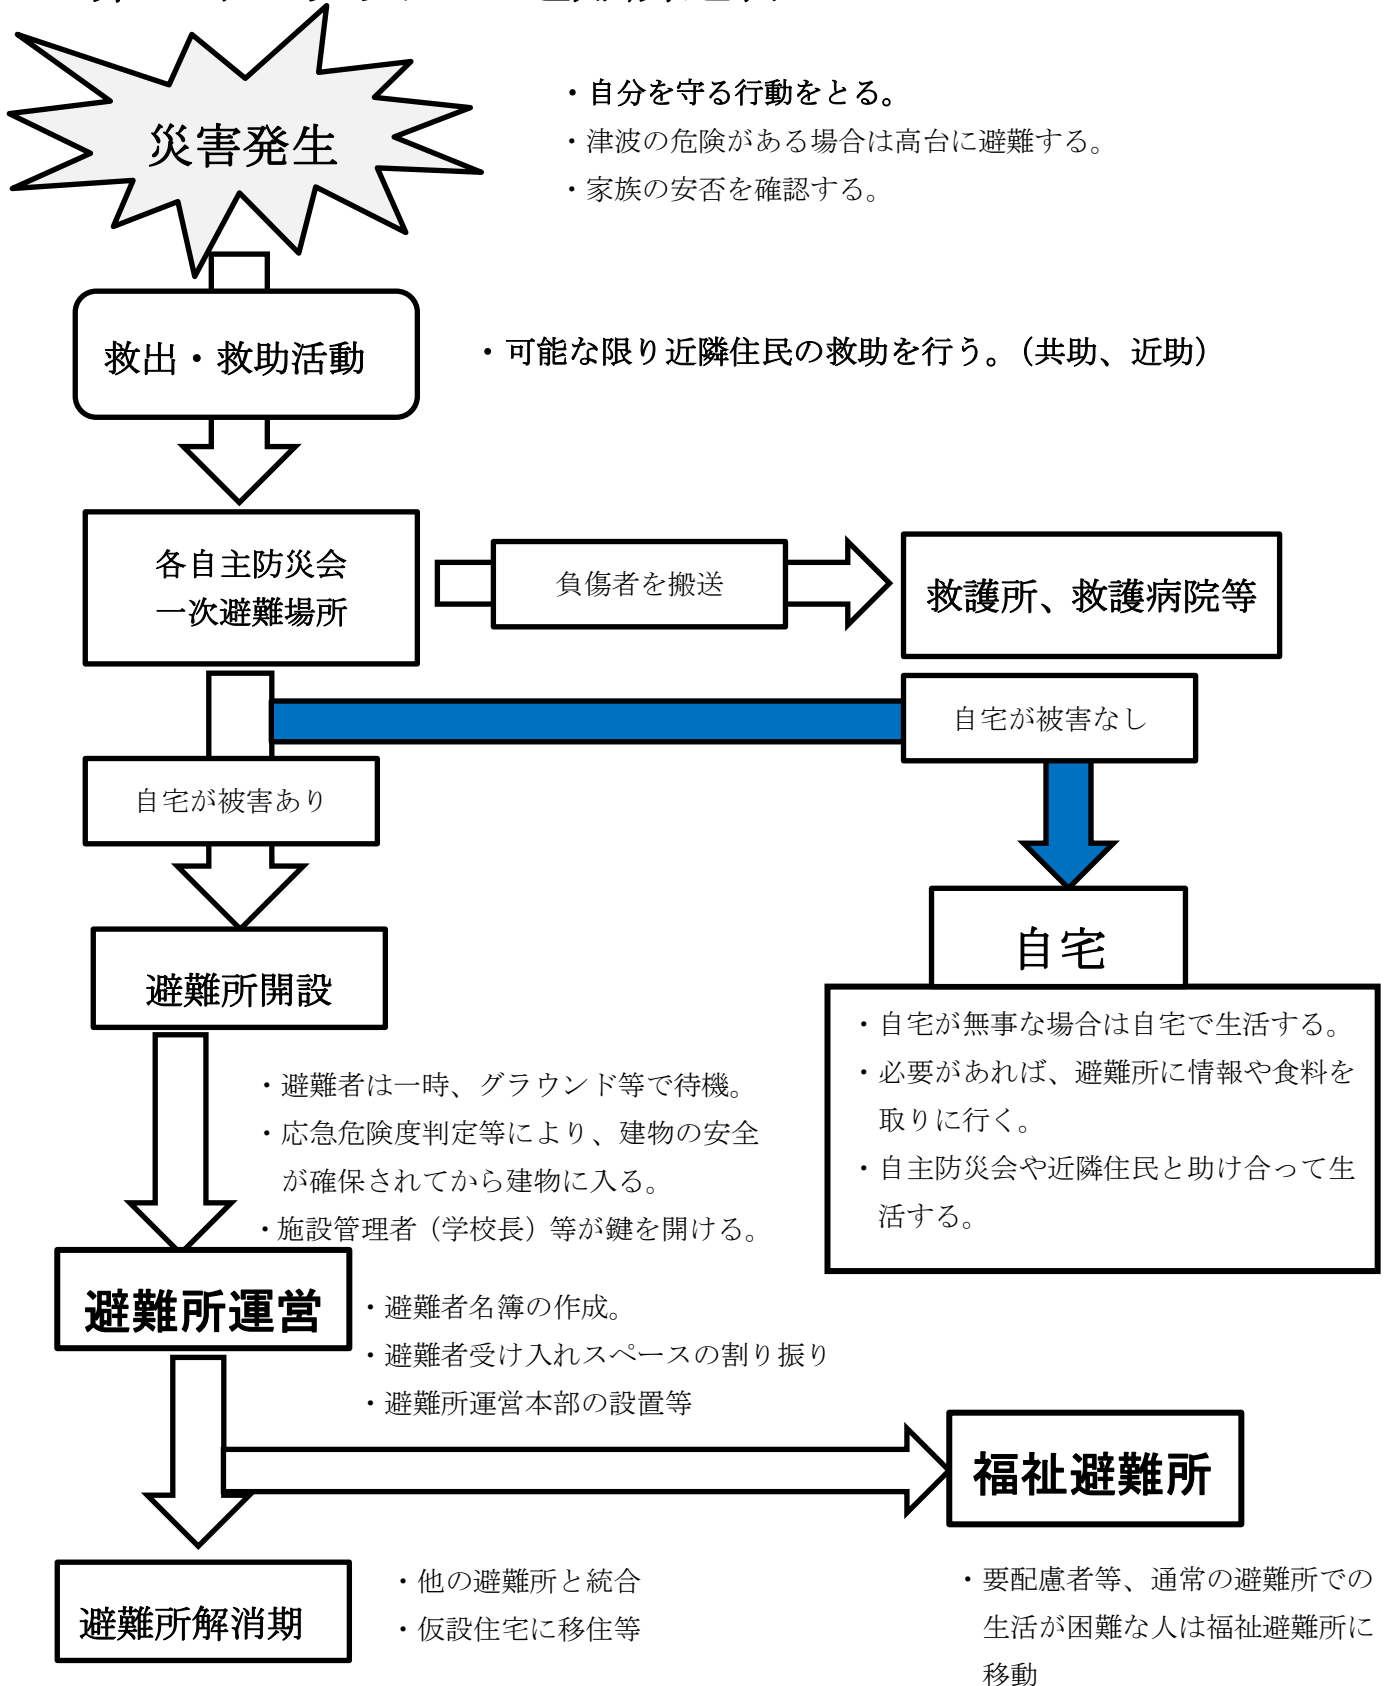 災害発生
・自分を守る行動をとる。
・津波の危険がある場合は高台に避難する。
・家族の安否を確認する。
救出・救助活動
・可能な限り近隣住民の救助を行う。（共助、近助）
各自主防災会
一次避難場所
負傷者を搬送
救護所、救護病院等
自宅が被害なし
自宅が被害あり
自宅
・自宅が無事な場合は自宅で生活する。
・必要があれば、避難所に情報や食料を
取りに行く。
・自主防災会や近隣住民と助け合って生
活する。
避難所開設
・避難者は一時、グラウンド等で待機。
・応急危険度判定等により、建物の安全
が確保されてから建物に入る。
・施設管理者（学校長）等が鍵を開ける。
避難所運営
・避難者名簿の作成。
・避難者受け入れスペースの割り振り
・避難所運営本部の設置等
福祉避難所
・要配慮者等、通常の避難所での
生活が困難な人は福祉避難所に
移動
避難所解消期
・他の避難所と統合
・仮設住宅に移住等